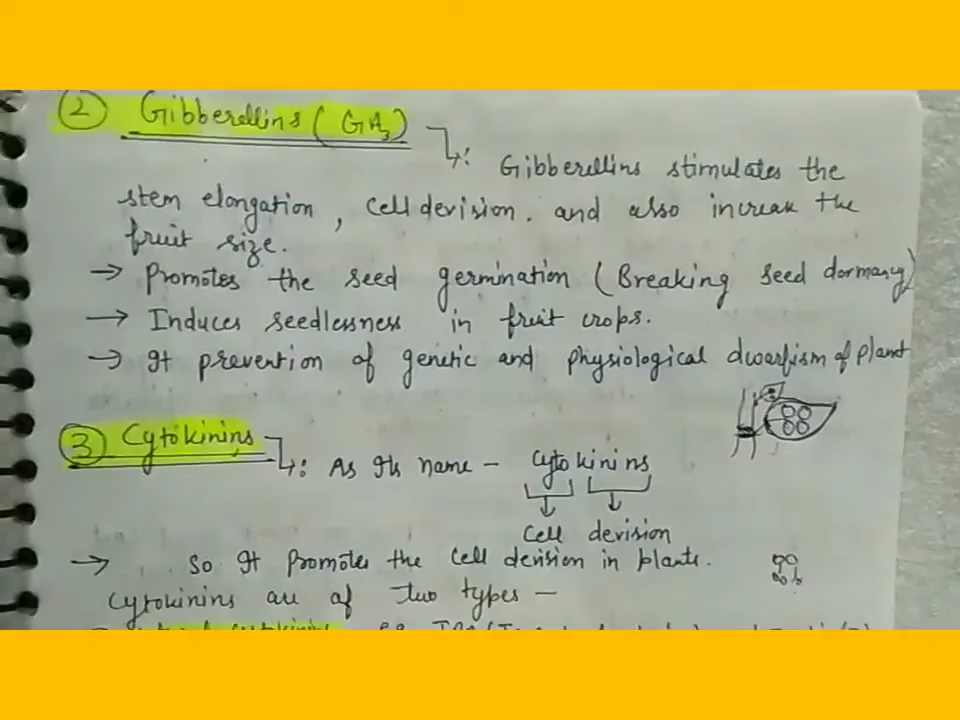 2 Gibberellins (GA3)
: Gibberellins stimulates the
stem elongation, Cell devision. and also increase the
fruit size.
→ Promotes the seed germination (Breaking seed dormancy)
→ Induces seedlessness in fruit crops.
→ It prevention of genetic and physiological dwarfism of plant
3 Cytokinins
: As Its name – Cytokinins
Cell devision
→ So It promotes the cell devision in plants.
Cytokinins are of two types –